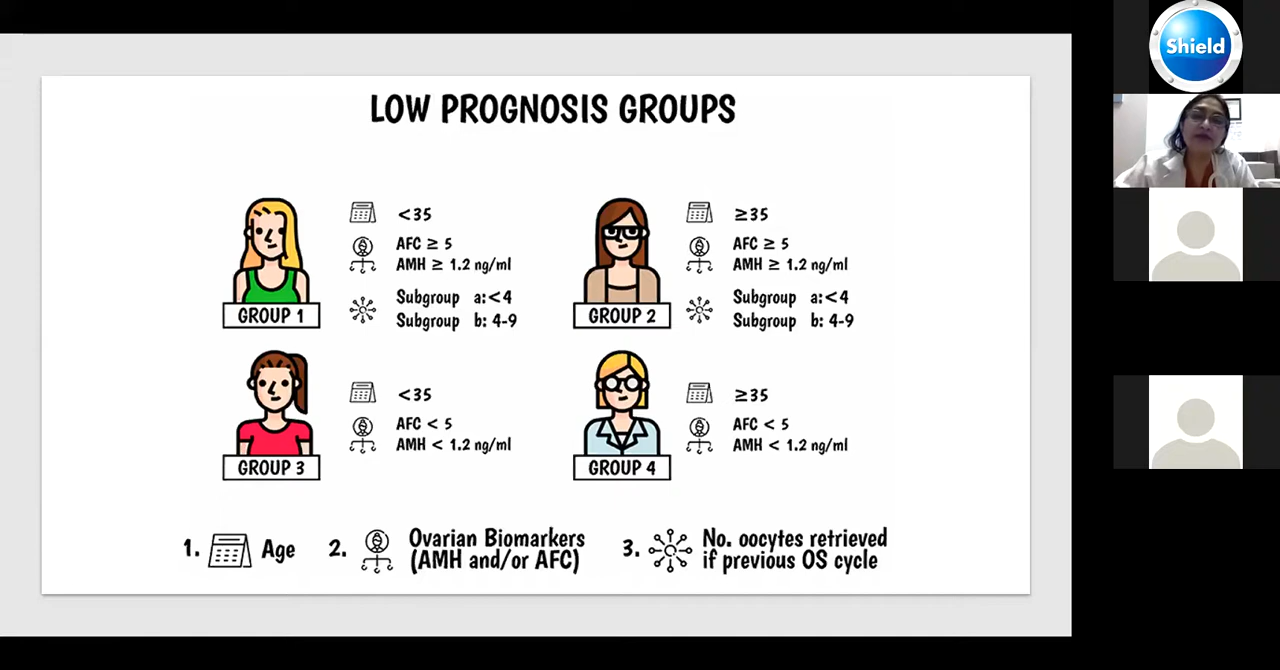 LOW PROGNOSIS GROUPS
<35
AFC ≥ 5
AMH ≥ 1.2 ng/ml
Subgroup a:<4
Subgroup b: 4-9
GROUP 1
≥35
AFC ≥ 5
AMH ≥ 1.2 ng/ml
Subgroup a:<4
Subgroup b: 4-9
GROUP 2
<35
AFC < 5
AMH < 1.2 ng/ml
GROUP 3
≥35
AFC < 5
AMH < 1.2 ng/ml
GROUP 4
1. Age
2. Ovarian Biomarkers
(AMH and/or AFC)
3. No. oocytes retrieved
if previous OS cycle
Shield